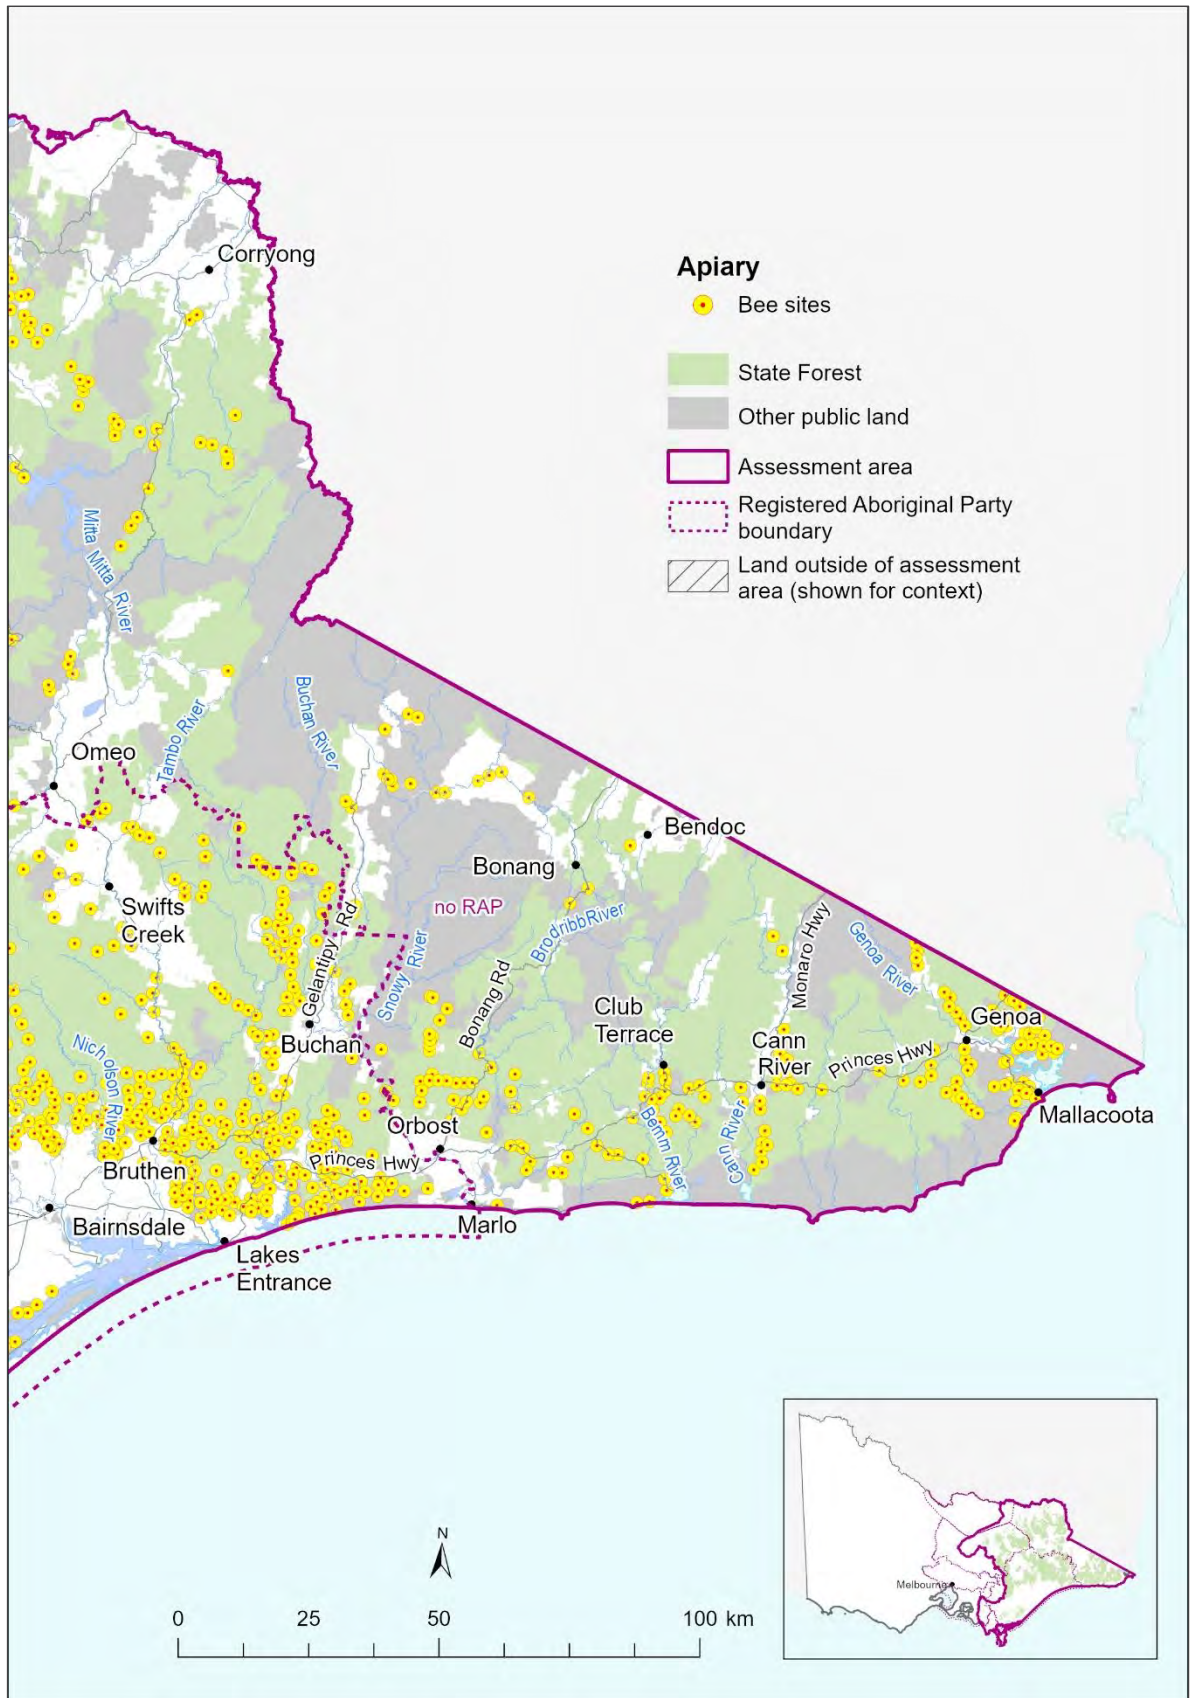 Corryong
Apiary
Bee sites
State Forest
Other public land
Assessment area
Registered Aboriginal Party
boundary
Land outside of assessment
area (shown for context)
Mitta Mitta River
Buchan River
Tambo River
Omeo
Bendoc
Bonang
Swifts
Creek
no RAP
Brodribb River
Monaro Hwy
Genoa River
Gelantipy Rd
Snowy River
Bonang Rd
Club
Terrace
Genoa
Buchan
Cann
River
Princes Hwy
Nicholson River
Mallacoota
Orbost
Bemm River
Cann River
Bruthen
Princes Hwy
Bairnsdale
Marlo
Lakes
Entrance
Melbourne
N
0 25 50 100 km